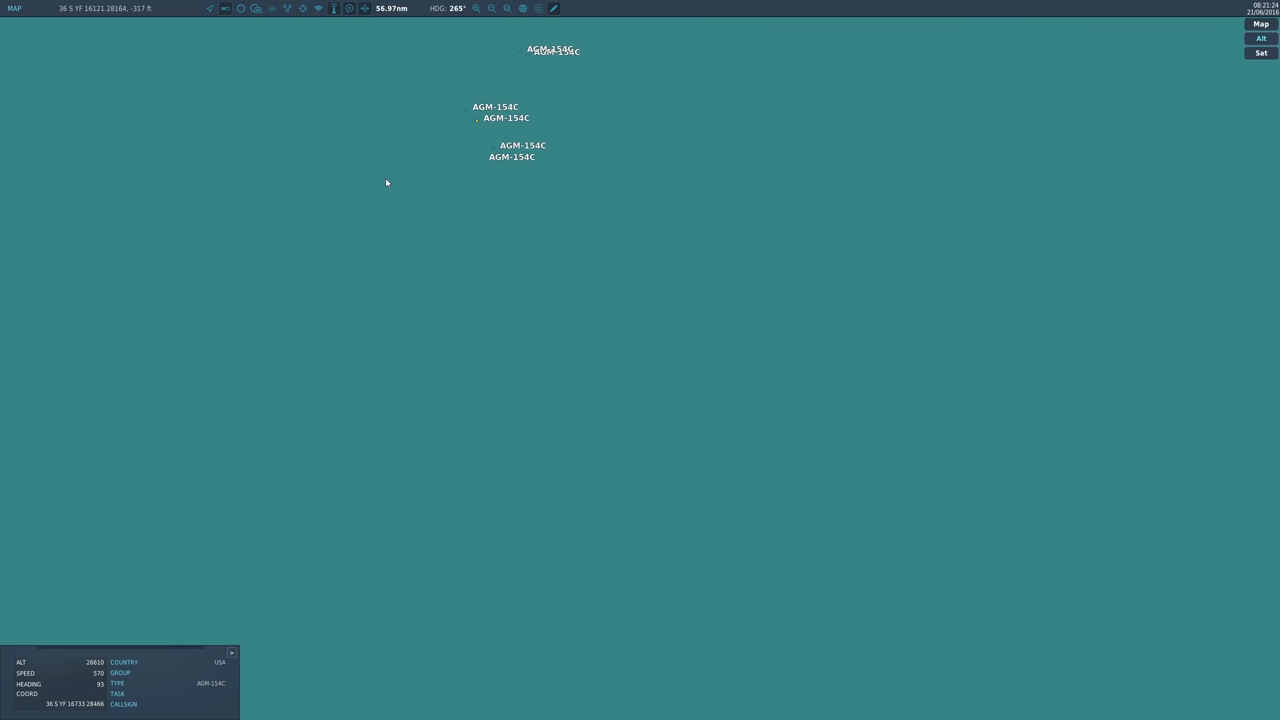 MAP 36 S YF 16121 28164, -317 ft 56.97nm HDG: 265° 08:21:24
21/06/2016
Map
Alt
Sat
AGM-154C
AGM-154C
AGM-154C
AGM-154C
AGM-154C
AGM-154C
>
ALT 26610 COUNTRY USA
SPEED 570 GROUP
HEADING 93 TYPE AGM-154C
COORD TASK
36 S YF 16733 28466 CALLSIGN